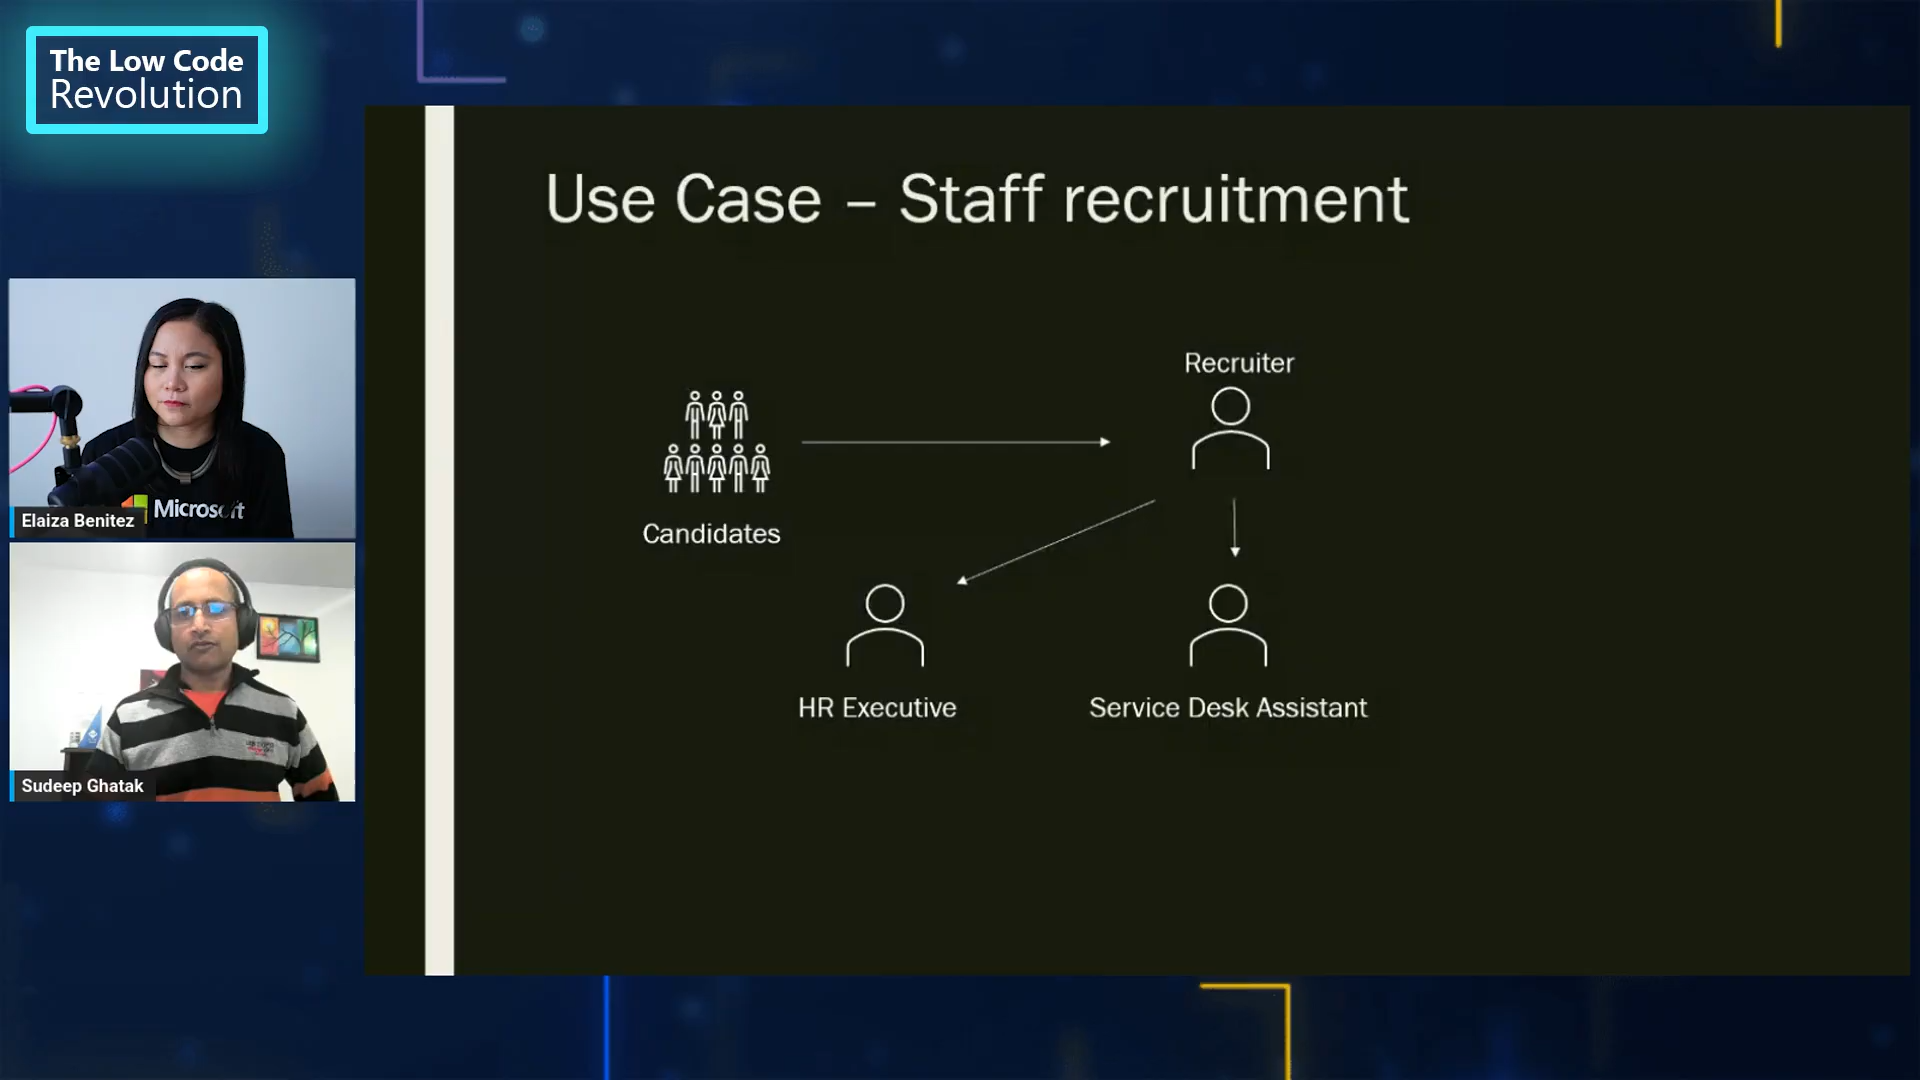 The Low Code
Revolution
Use Case – Staff recruitment
Recruiter
Candidates
HR Executive
Service Desk Assistant
Microsoft
Elaiza Benitez
Sudeep Ghatak